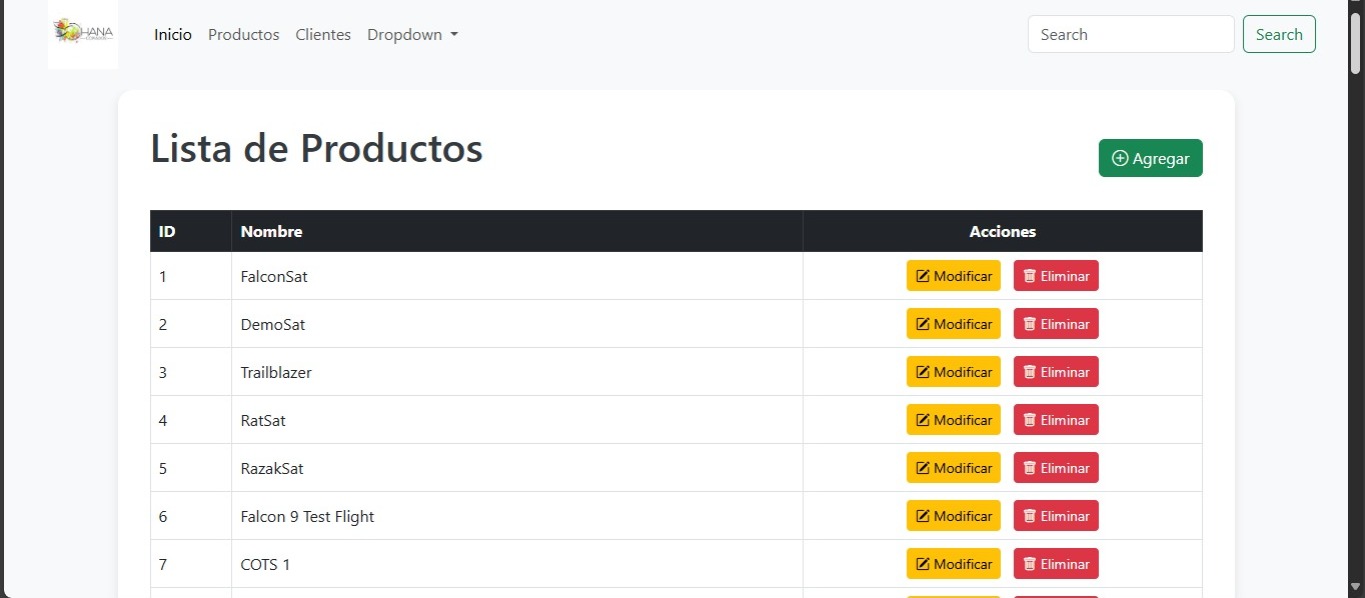 HANA
Inicio Productos Clientes Dropdown Search Search
Lista de Productos
Agregar
ID Nombre Acciones
1 FalconSat Modificar Eliminar
2 DemoSat Modificar Eliminar
3 Trailblazer Modificar Eliminar
4 RatSat Modificar Eliminar
5 RazakSat Modificar Eliminar
6 Falcon 9 Test Flight Modificar Eliminar
7 COTS 1 Modificar Eliminar